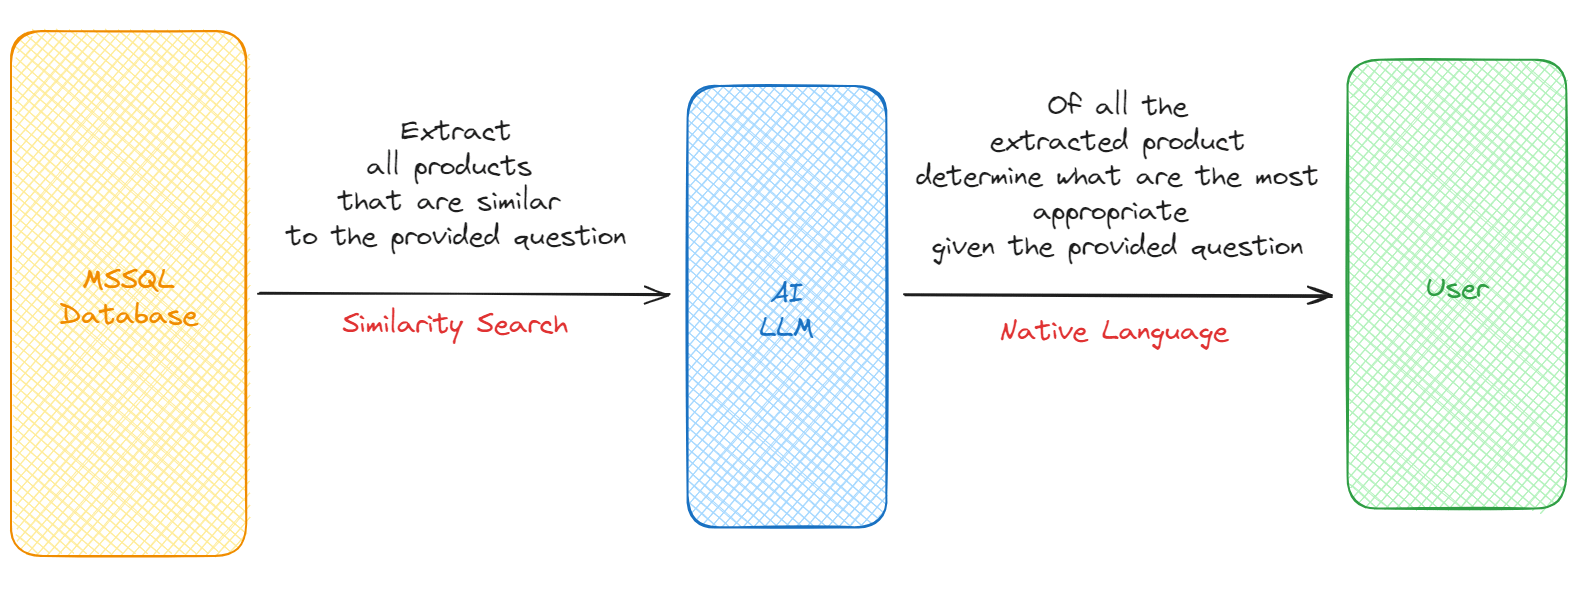 MSSQL
Database
Extract
all products
that are similar
to the provided question
Similarity Search
AI
LLM
Of all the
extracted product
determine what are the most
appropriate
given the provided question
Native Language
User